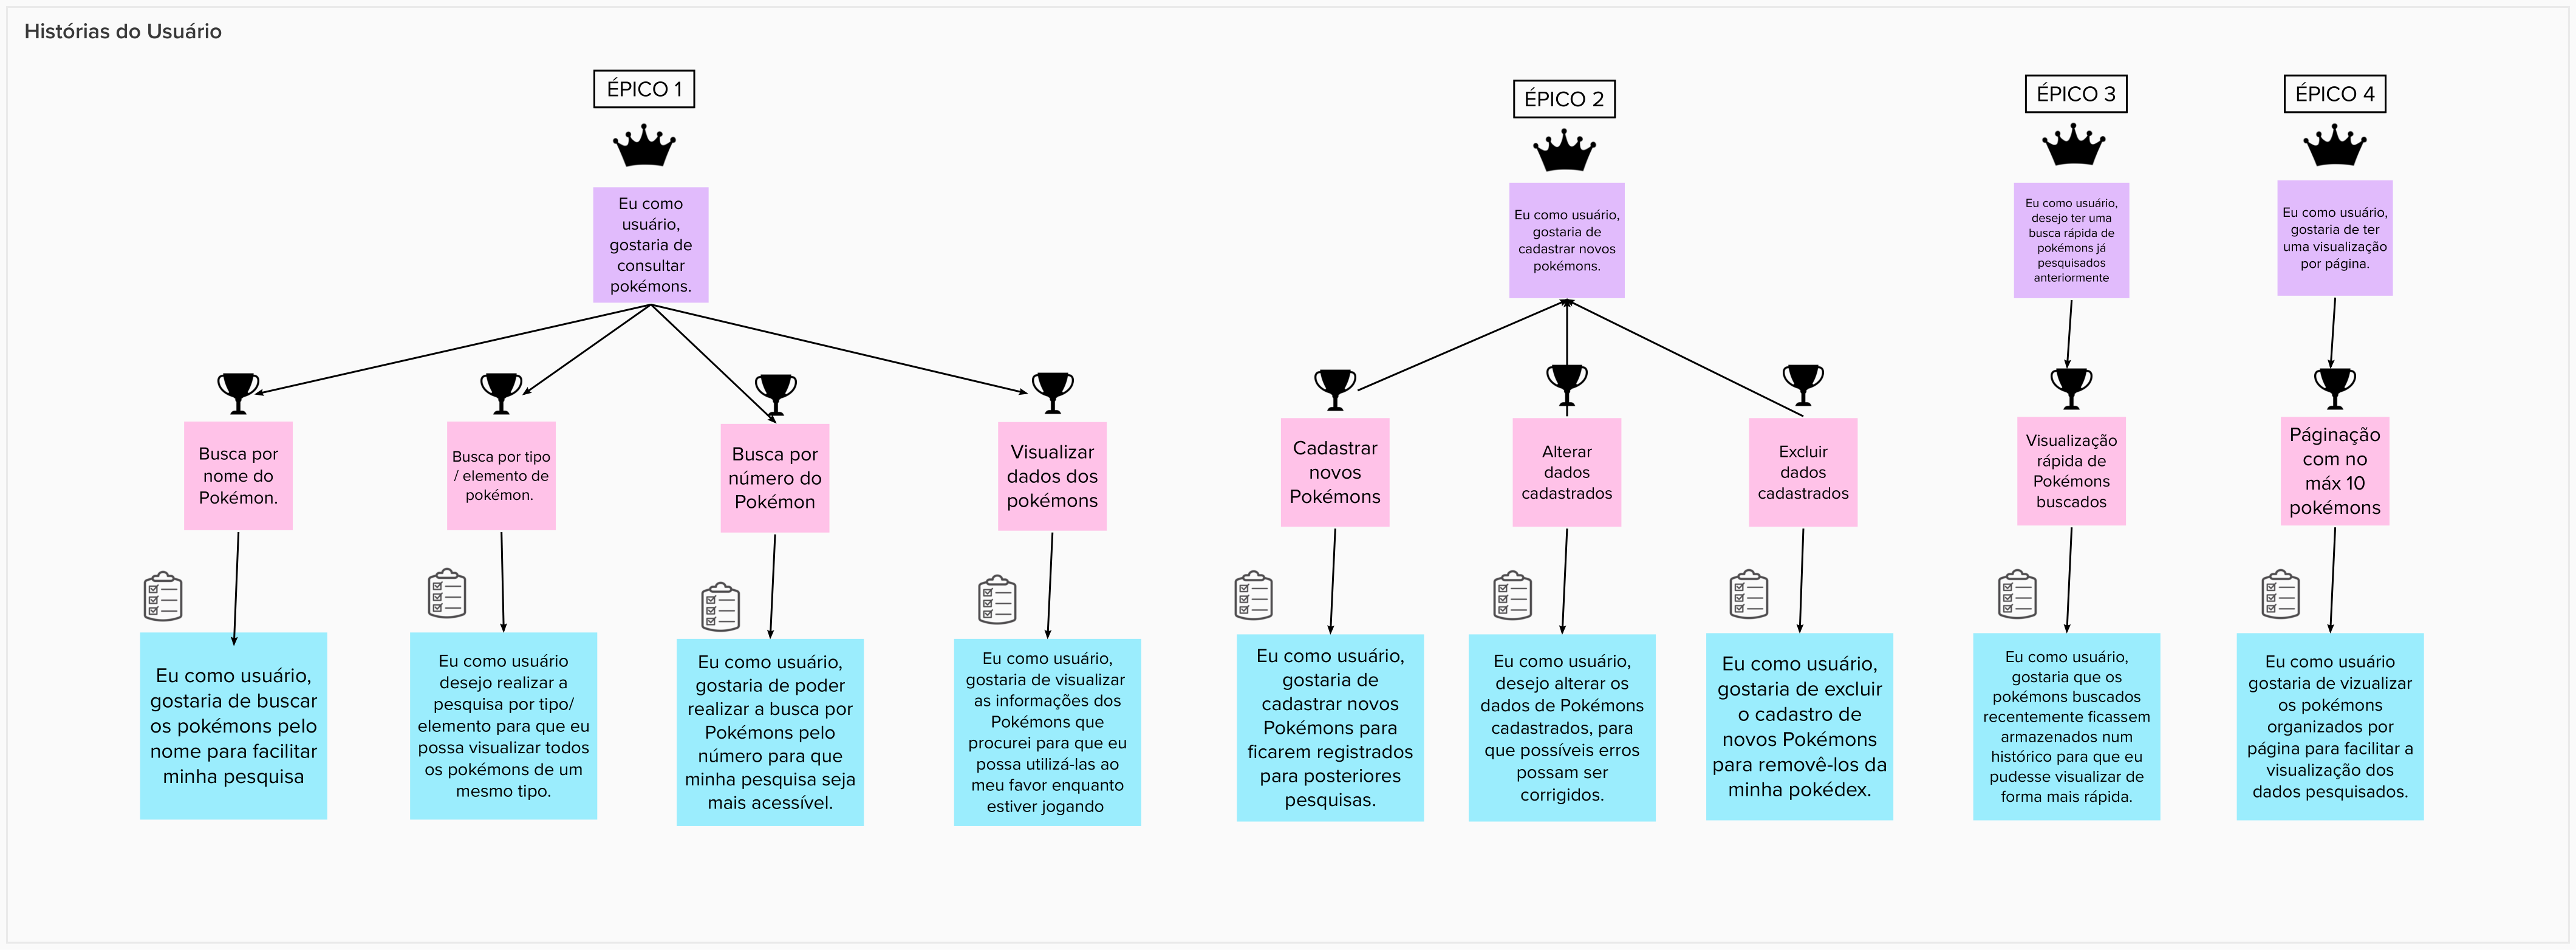 Histórias do Usuário
ÉPICO 1
Eu como
usuário,
gostaria de
consultar
pokémons.
Busca por
nome do
Pokémon.
Eu como usuário,
gostaria de buscar
os pokémons pelo
nome para facilitar
minha pesquisa
Busca por tipo
/ elemento de
pokémon.
Eu como usuário
desejo realizar a
pesquisa por tipo/
elemento para que eu
possa visualizar todos
os pokémons de um
mesmo tipo.
Busca por
número do
Pokémon
Eu como usuário,
gostaria de poder
realizar a busca por
Pokémons pelo
número para que
minha pesquisa seja
mais acessível.
Visualizar
dados dos
pokémons
Eu como usuário,
gostaria de visualizar
as informações dos
Pokémons que
procurei para que eu
possa utilizá-las ao
meu favor enquanto
estiver jogando
ÉPICO 2
Eu como usuário,
gostaria de
cadastrar novos
pokémons.
Cadastrar
novos
Pokémons
Eu como usuário,
gostaria de
cadastrar novos
Pokémons para
ficarem registrados
para posteriores
pesquisas.
Alterar
dados
cadastrados
Eu como usuário,
desejo alterar os
dados de Pokémons
cadastrados, para
que possíveis erros
possam ser
corrigidos.
Excluir
dados
cadastrados
Eu como usuário,
gostaria de excluir
o cadastro de
novos Pokémons
para removê-los da
minha pokédex.
ÉPICO 3
Eu como usuário,
desejo ter uma
busca rápida de
pokémons já
pesquisados
anteriormente
Visualização
rápida de
Pokémons
buscados
Eu como usuário,
gostaria que os
pokémons buscados
recentemente ficassem
armazenados num
histórico para que eu
pudesse visualizar de
forma mais rápida.
ÉPICO 4
Eu como usuário,
gostaria de ter
uma visualização
por página.
Páginação
com no
máx 10
pokémons
Eu como usuário
gostaria de vizualizar
os pokémons
organizados por
página para facilitar a
visualização dos
dados pesquisados.